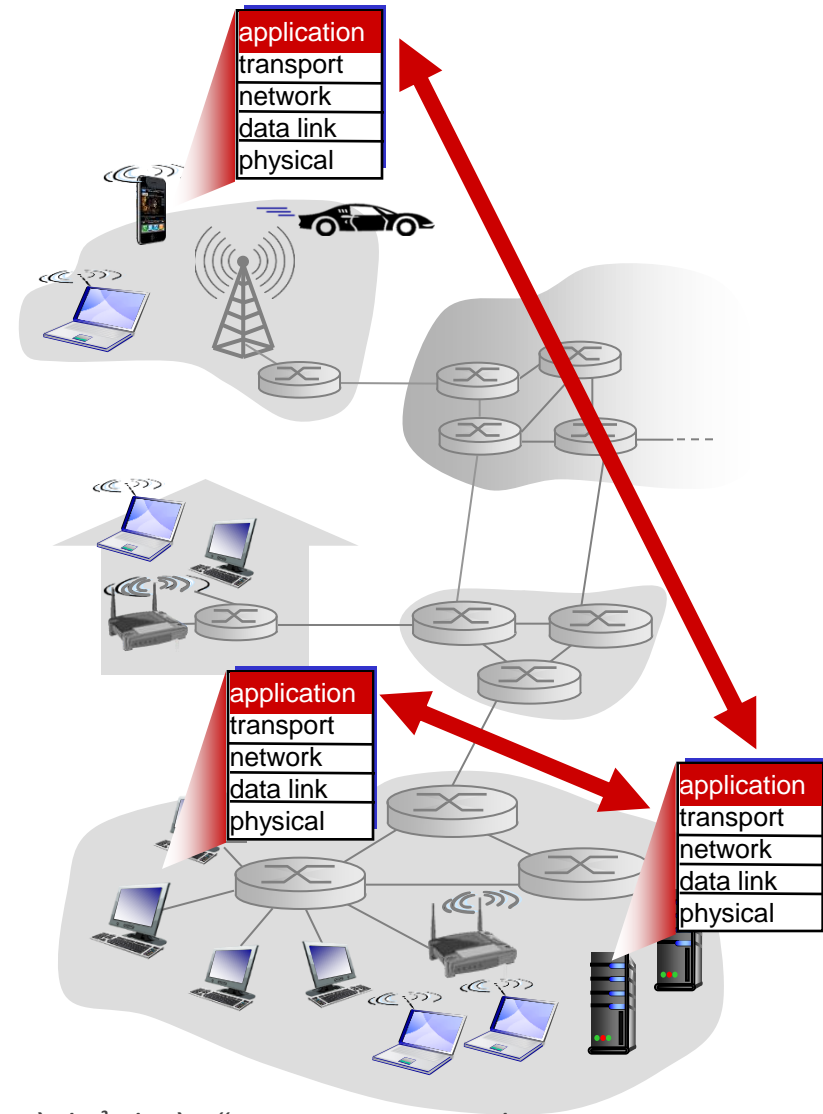 application
transport
network
data link
physical
application
transport
network
data link
physical
application
transport
network
data link
physical